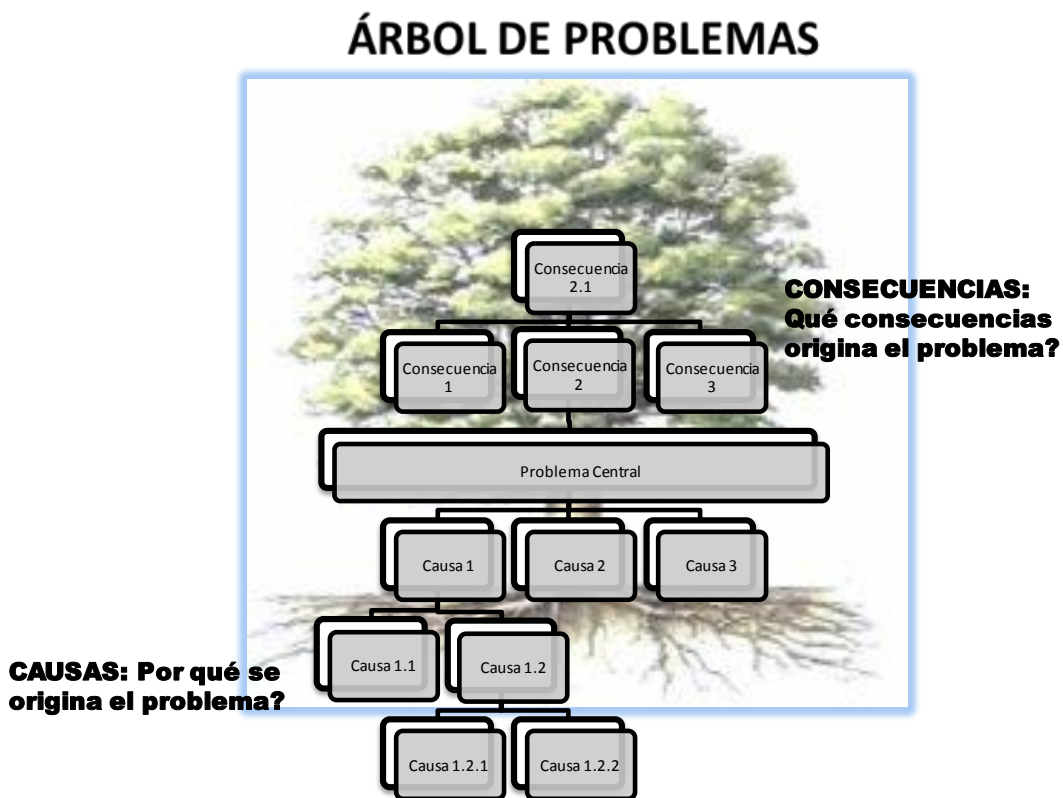 ÁRBOL DE PROBLEMAS
Consecuencia
2.1
CONSECUENCIAS:
Qué consecuencias
origina el problema?
Consecuencia
1
Consecuencia
2
Consecuencia
3
Problema Central
Causa 1
Causa 2
Causa 3
Causa 1.1
Causa 1.2
CAUSAS: Por qué se
origina el problema?
Causa 1.2.1
Causa 1.2.2